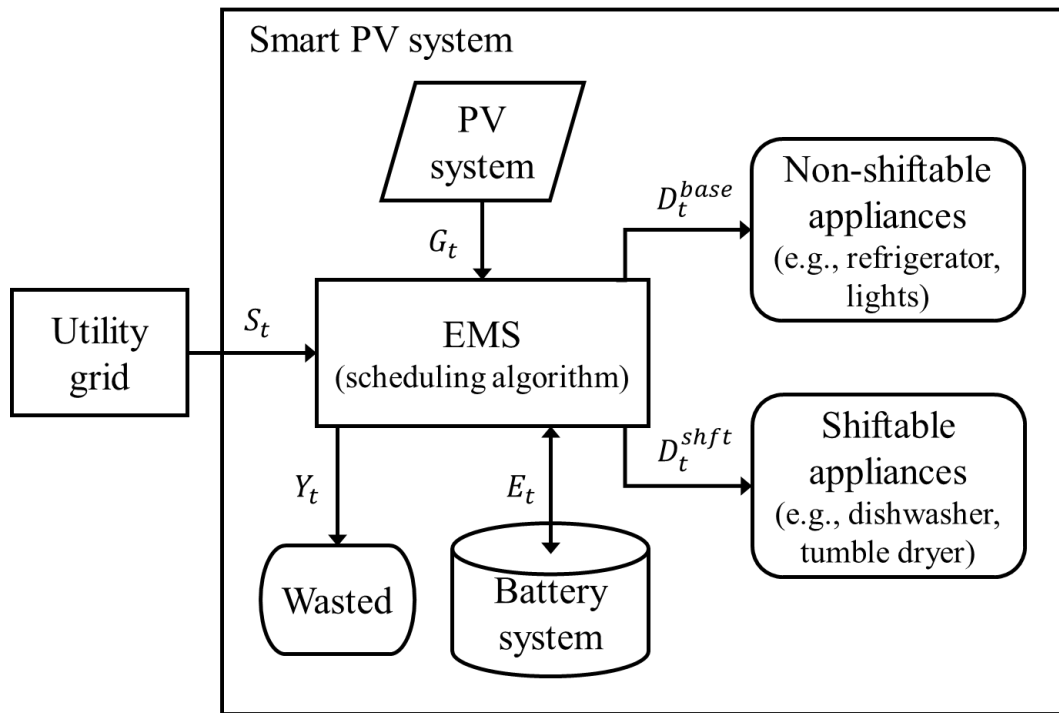 Smart PV system
PV
system
G_t
D_t^{base}
Non-shiftable
appliances
(e.g., refrigerator,
lights)
Utility
grid
S_t
EMS
(scheduling algorithm)
D_t^{shft}
Shiftable
appliances
(e.g., dishwasher,
tumble dryer)
Y_t
E_t
Wasted
Battery
system